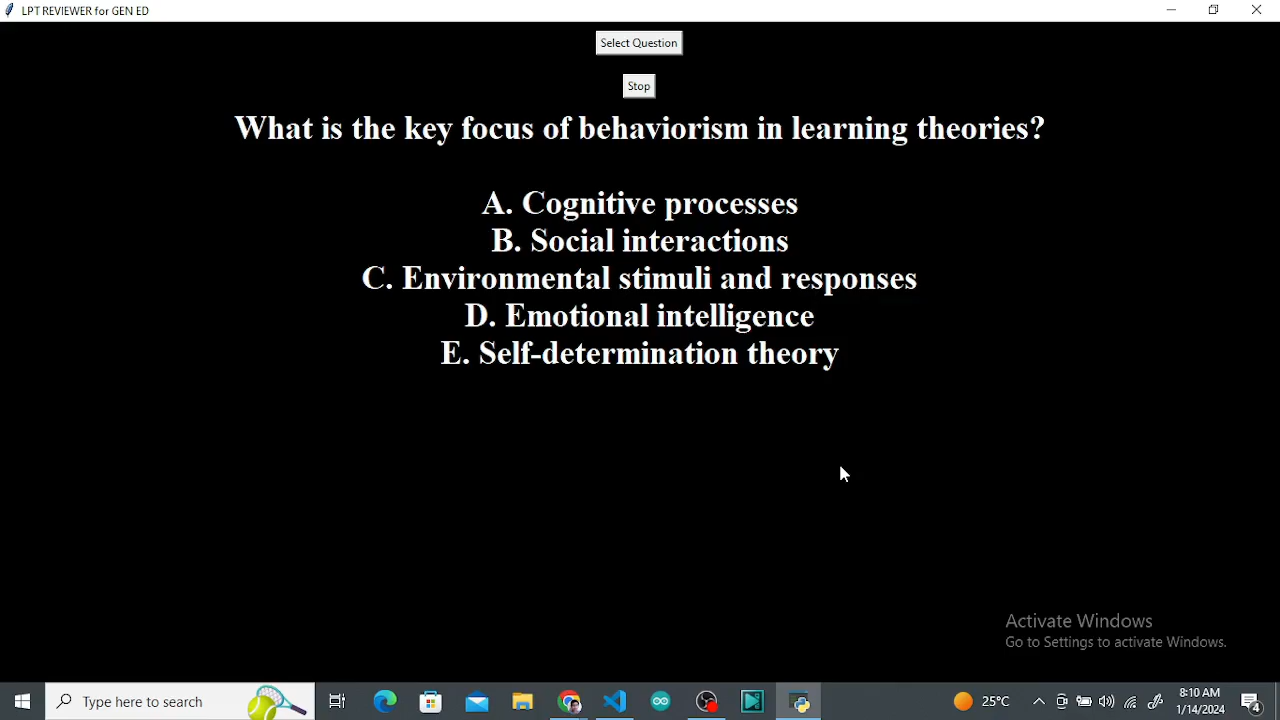 LPT REVIEWER for GEN ED
Select Question
Stop
What is the key focus of behaviorism in learning theories?
A. Cognitive processes
B. Social interactions
C. Environmental stimuli and responses
D. Emotional intelligence
E. Self-determination theory
Activate Windows
Go to Settings to activate Windows.
Type here to search
25°C
8:10 AM
1/14/2024
4